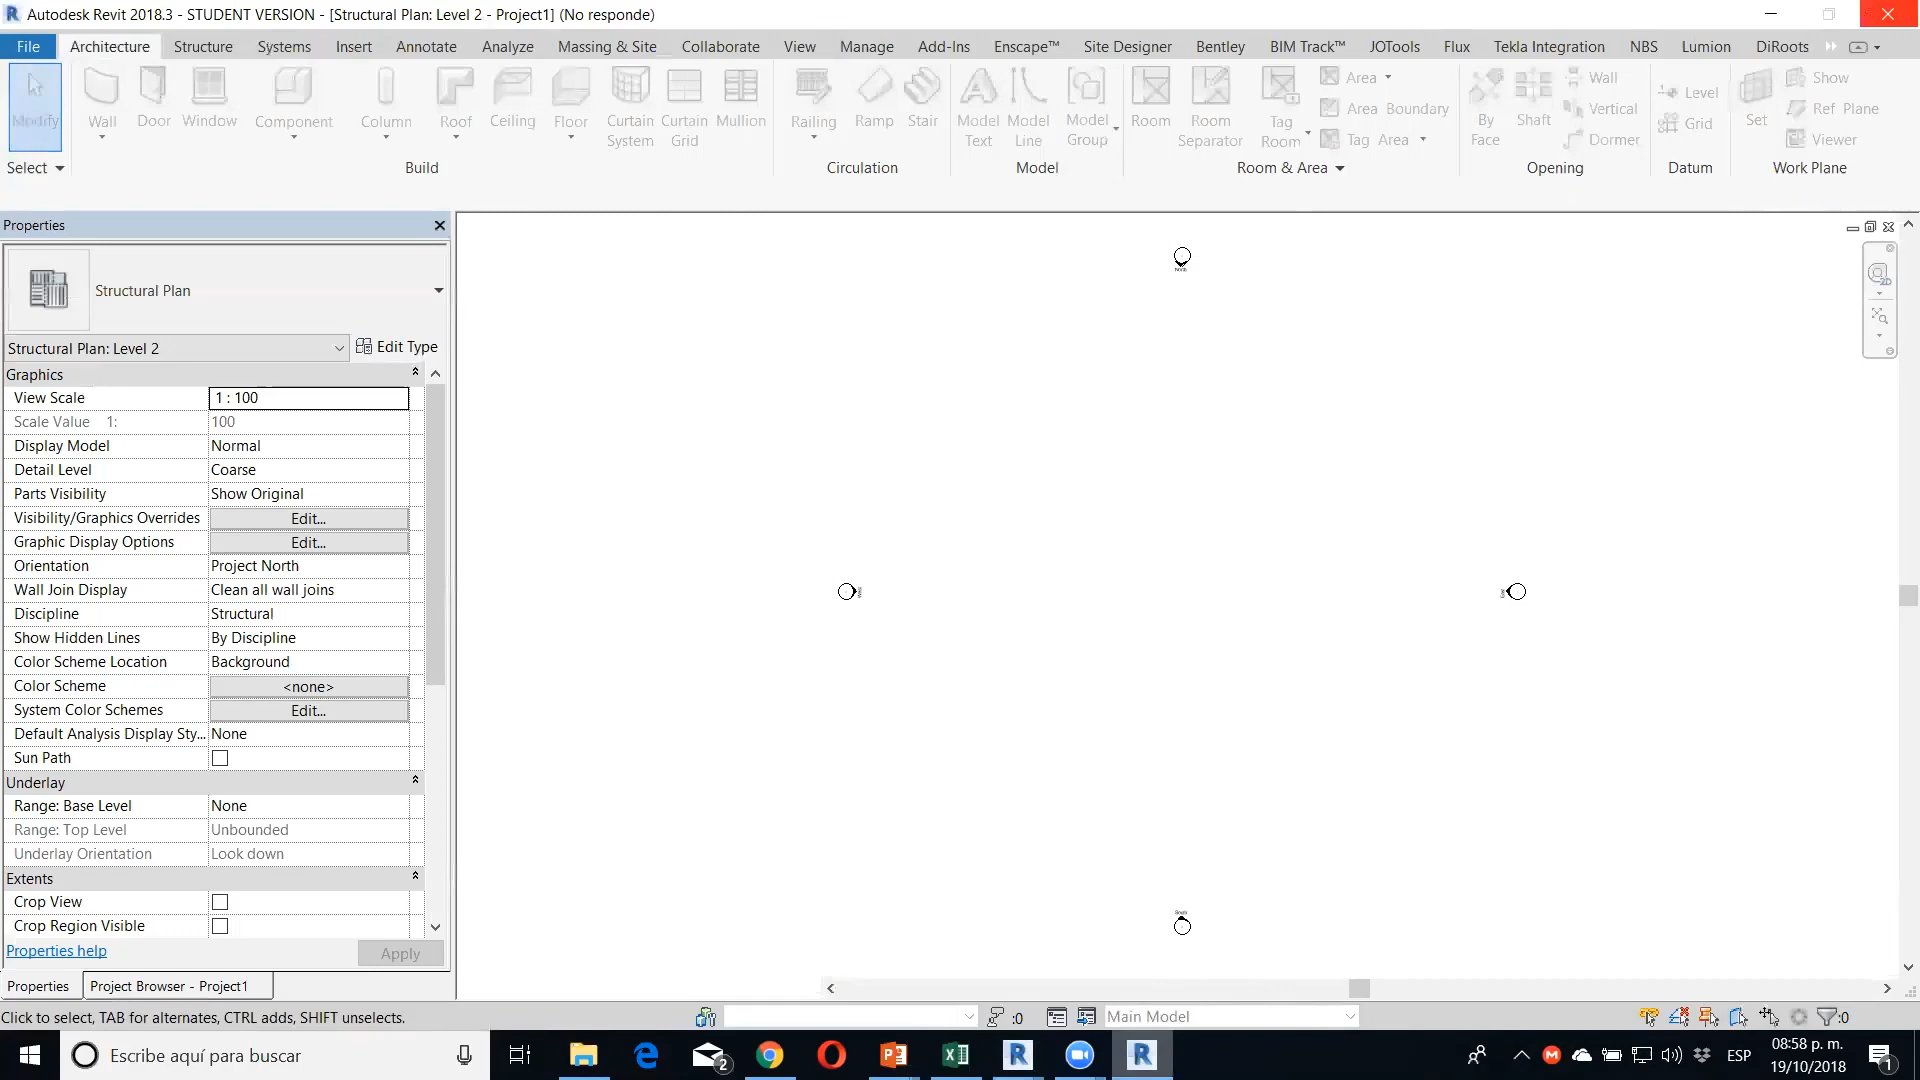 Autodesk Revit 2018.3 - STUDENT VERSION - [Structural Plan: Level 2 - Project1] (No responde)
File Architecture Structure Systems Insert Annotate Analyze Massing & Site Collaborate View Manage Add-Ins Enscape™ Site Designer Bentley BIM Track™ JOTools Flux Tekla Integration NBS Lumion DiRoots
Modify Wall Door Window Component Column Roof Ceiling Floor Curtain System Curtain Grid Mullion Railing Ramp Stair Model Text Model Line Model Group Room Room Separator Tag Room Area Area Boundary Tag Area By Face Shaft Wall Vertical Dormer Level Grid Set Show Ref Plane Viewer
Select Build Circulation Model Room & Area Opening Datum Work Plane
Properties
Structural Plan
Structural Plan: Level 2 Edit Type
Graphics
View Scale 1 : 100
Scale Value 1: 100
Display Model Normal
Detail Level Coarse
Parts Visibility Show Original
Visibility/Graphics Overrides Edit...
Graphic Display Options Edit...
Orientation Project North
Wall Join Display Clean all wall joins
Discipline Structural
Show Hidden Lines By Discipline
Color Scheme Location Background
Color Scheme <none>
System Color Schemes Edit...
Default Analysis Display Sty... None
Sun Path
Underlay
Range: Base Level None
Range: Top Level Unbounded
Underlay Orientation Look down
Extents
Crop View
Crop Region Visible
Properties help Apply
Properties Project Browser - Project1
2D
Click to select, TAB for alternates, CTRL adds, SHIFT unselects. :0 Main Model :0
Escribe aquí para buscar 2 ESP 08:58 p. m.
19/10/2018 1